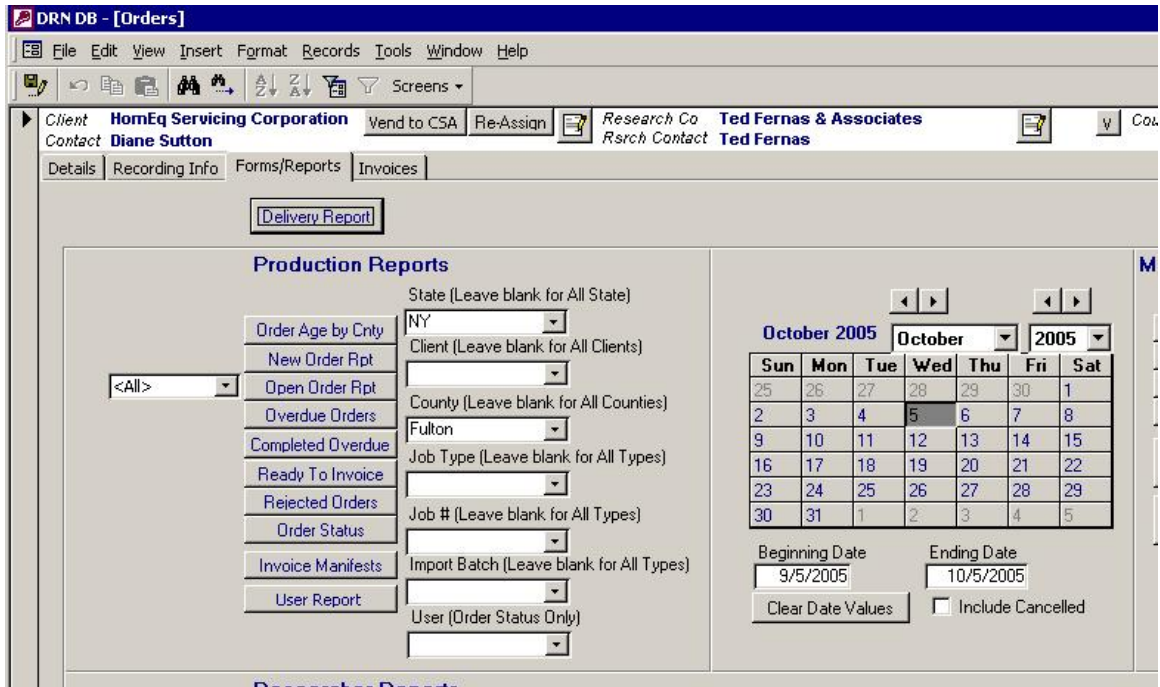 DRN DB - [Orders]
File Edit View Insert Format Records Tools Window Help
Screens
Client HomEq Servicing Corporation Vend to CSA Re-Assign Research Co Ted Fernas & Associates V
Contact Diane Sutton Rsrch Contact Ted Fernas
Details Recording Info Forms/Reports Invoices
Delivery Report
Production Reports
<All>
Order Age by Cnty
New Order Rpt
Open Order Rpt
Overdue Orders
Completed Overdue
Ready To Invoice
Rejected Orders
Order Status
Invoice Manifests
User Report
State (Leave blank for All State)
NY
Client (Leave blank for All Clients)
County (Leave blank for All Counties)
Fulton
Job Type (Leave blank for All Types)
Job # (Leave blank for All Types)
Import Batch (Leave blank for All Types)
User (Order Status Only)
October 2005 October 2005
Sun Mon Tue Wed Thu Fri Sat
25 26 27 28 29 30 1
2 3 4 5 6 7 8
9 10 11 12 13 14 15
16 17 18 19 20 21 22
23 24 25 26 27 28 29
30 31 1 2 3 4 5
Beginning Date Ending Date
9/5/2005 10/5/2005
Clear Date Values Include Cancelled